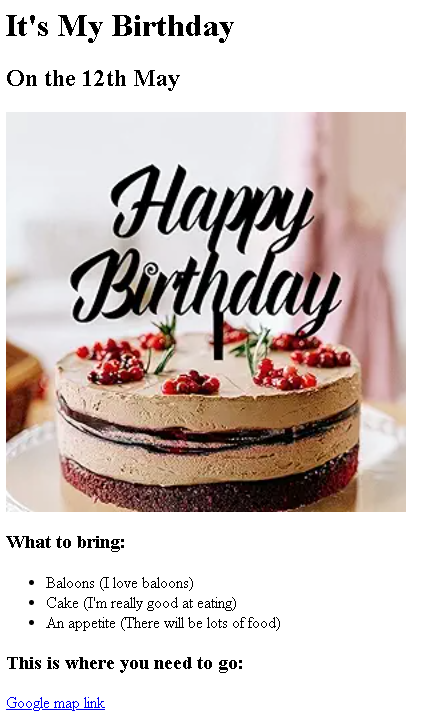 It's My Birthday
On the 12th May
Happy
Birthday
What to bring:
Baloons (I love baloons)
Cake (I'm really good at eating)
An appetite (There will be lots of food)
This is where you need to go:
Google map link